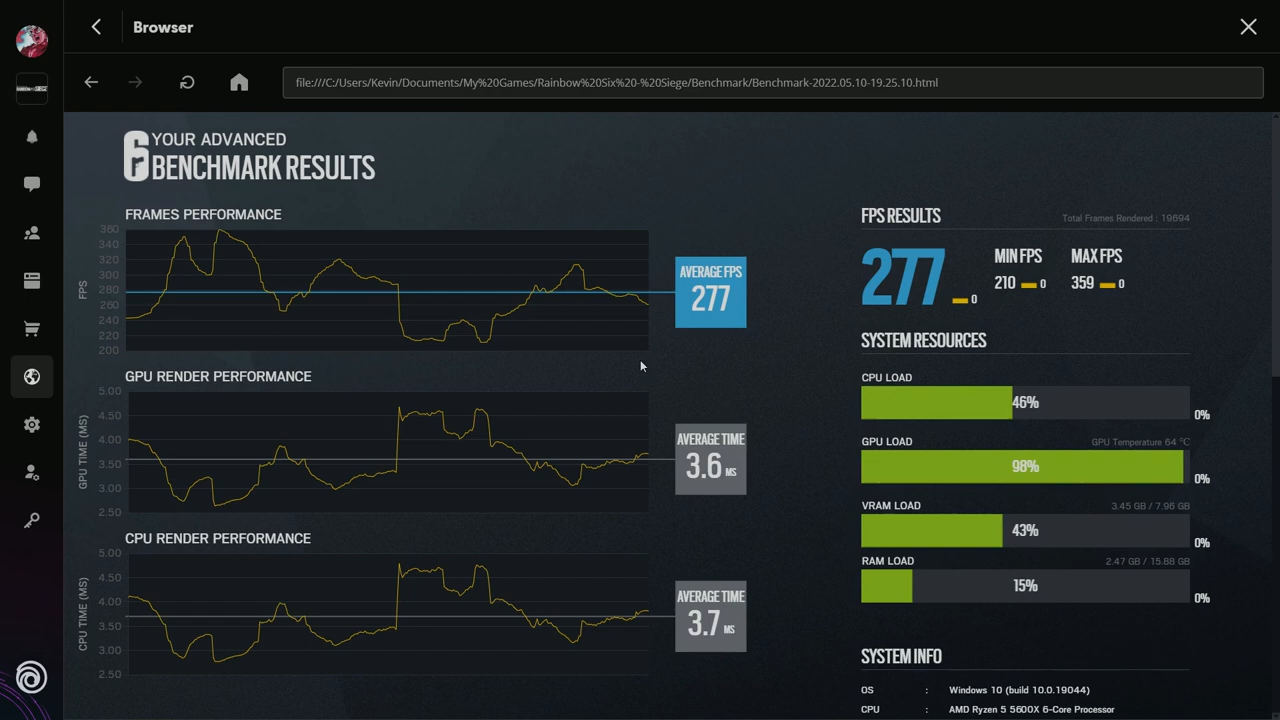 Browser
file:///C:/Users/Kevin/Documents/My%20Games/Rainbow%20Six%20-%20Siege/Benchmark/Benchmark-2022.05.10-19.25.10.html
YOUR ADVANCED
BENCHMARK RESULTS
FRAMES PERFORMANCE
360
340
320
300
280
260
240
220
200
FPS
AVERAGE FPS
277
GPU RENDER PERFORMANCE
5.00
4.50
4.00
3.50
3.00
2.50
GPU TIME (MS)
AVERAGE TIME
3.6 MS
CPU RENDER PERFORMANCE
5.00
4.50
4.00
3.50
3.00
2.50
CPU TIME (MS)
AVERAGE TIME
3.7 MS
FPS RESULTS
Total Frames Rendered : 19694
277 0
MIN FPS
210 0
MAX FPS
359 0
SYSTEM RESOURCES
CPU LOAD
46%
0%
GPU LOAD
GPU Temperature 64 °C
98%
0%
VRAM LOAD
3.45 GB / 7.96 GB
43%
0%
RAM LOAD
2.47 GB / 15.88 GB
15%
0%
SYSTEM INFO
OS : Windows 10 (build 10.0.19044)
CPU : AMD Ryzen 5 5600X 6-Core Processor